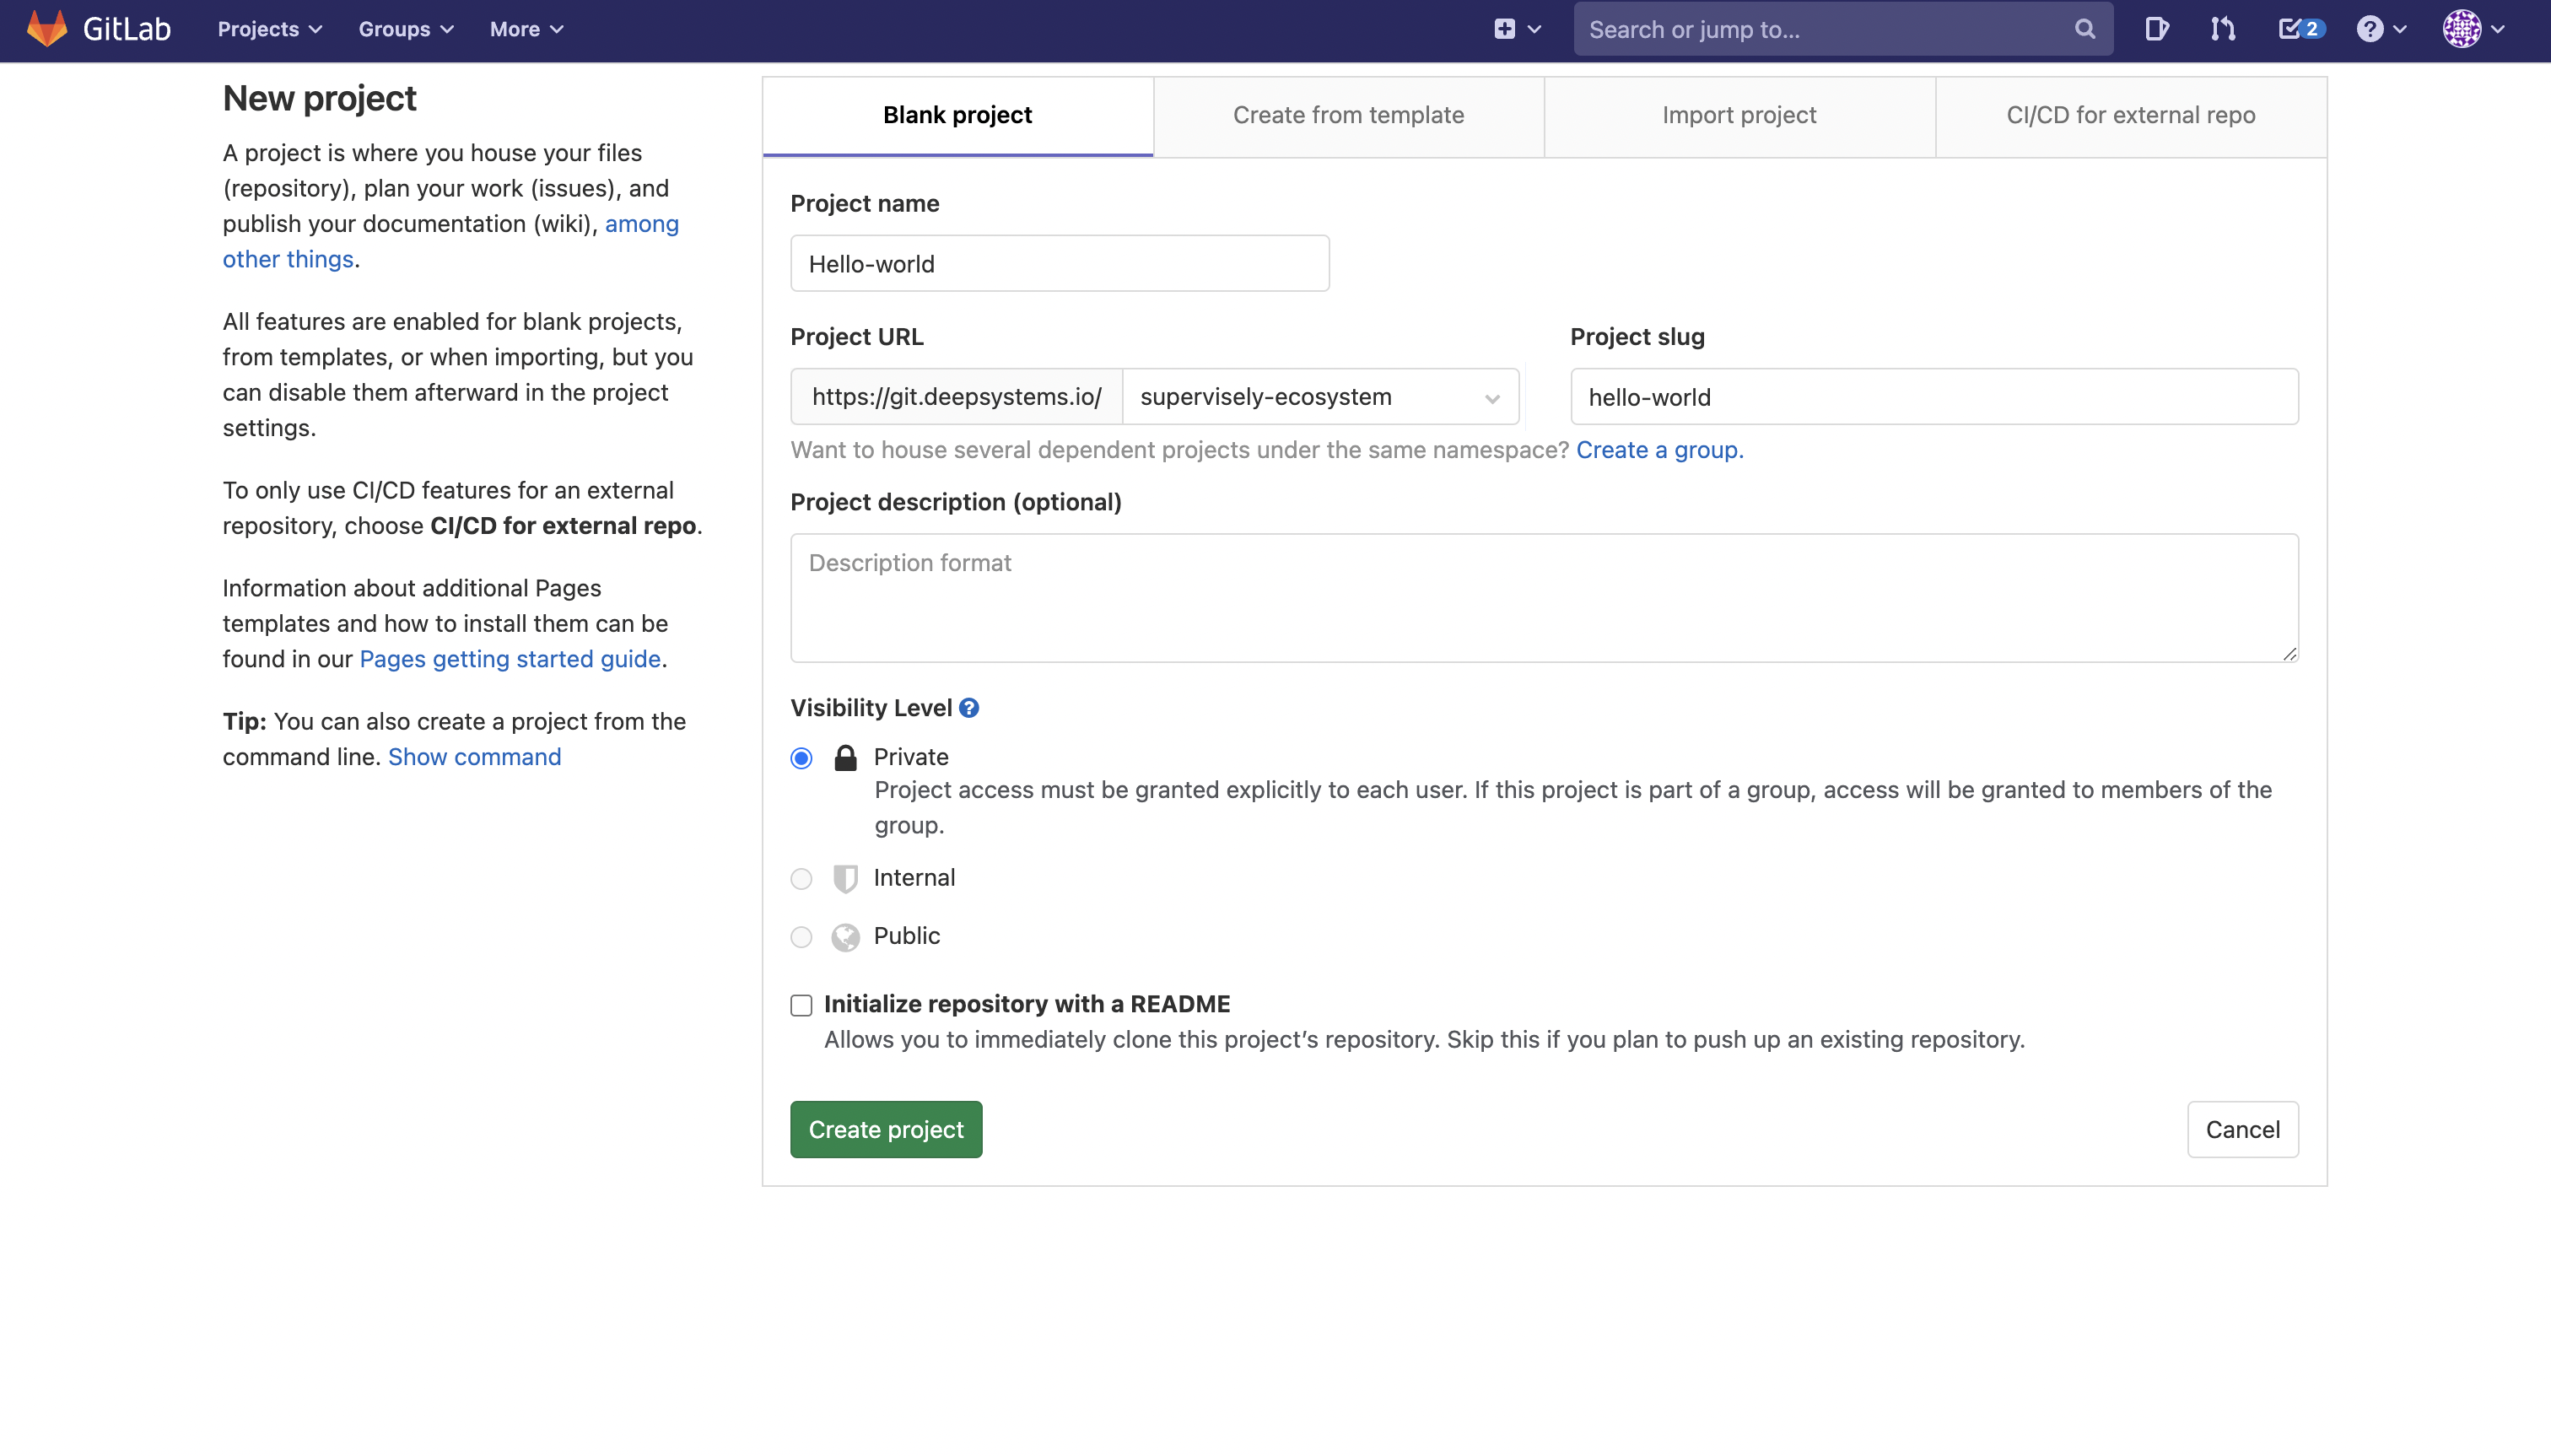 GitLab Projects Groups More Search or jump to... 2
New project
A project is where you house your files
(repository), plan your work (issues), and
publish your documentation (wiki), among
other things.
All features are enabled for blank projects,
from templates, or when importing, but you
can disable them afterward in the project
settings.
To only use CI/CD features for an external
repository, choose CI/CD for external repo.
Information about additional Pages
templates and how to install them can be
found in our Pages getting started guide.
Tip: You can also create a project from the
command line. Show command
Blank project Create from template Import project CI/CD for external repo
Project name
Hello-world
Project URL Project slug
https://git.deepsystems.io/ supervisely-ecosystem hello-world
Want to house several dependent projects under the same namespace? Create a group.
Project description (optional)
Description format
Visibility Level ?
Private
Project access must be granted explicitly to each user. If this project is part of a group, access will be granted to members of the
group.
Internal
Public
Initialize repository with a README
Allows you to immediately clone this project’s repository. Skip this if you plan to push up an existing repository.
Create project Cancel